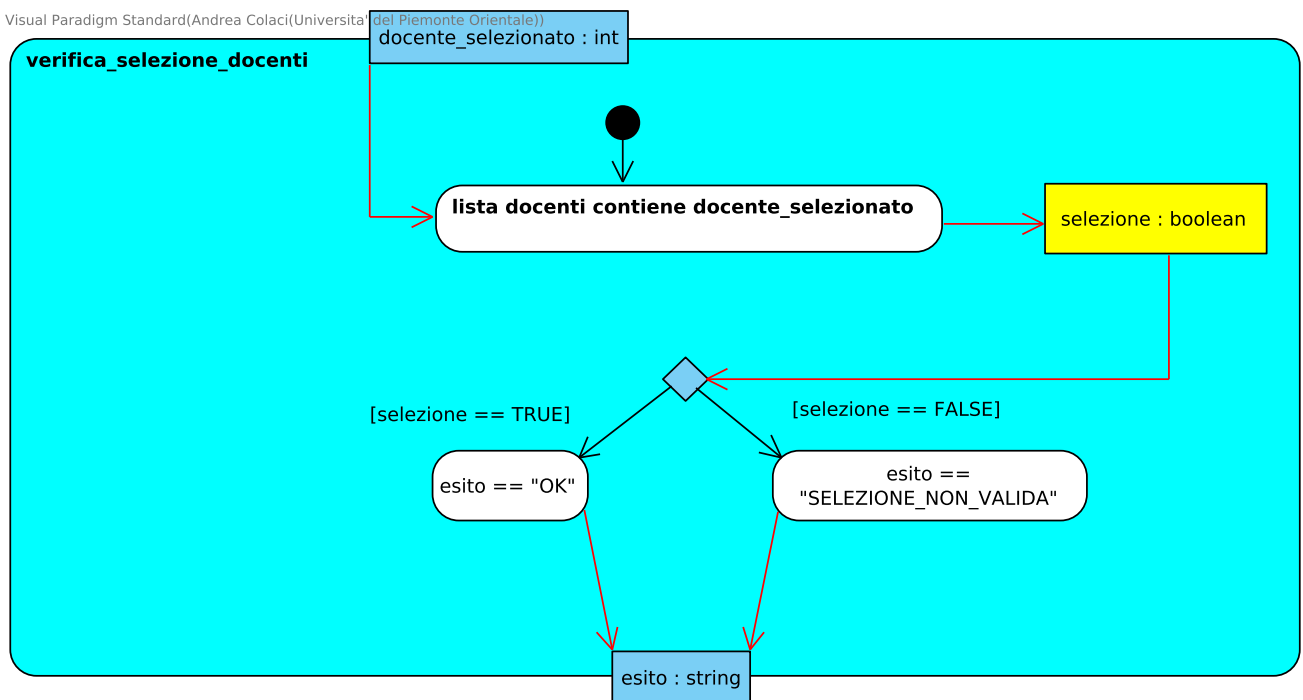 Visual Paradigm Standard(Andrea Colaci(Universita' del Piemonte Orientale))
docente_selezionato : int
verifica_selezione_docenti
lista docenti contiene docente_selezionato
selezione : boolean
[selezione == TRUE]
[selezione == FALSE]
esito == "OK"
esito ==
"SELEZIONE_NON_VALIDA"
esito : string